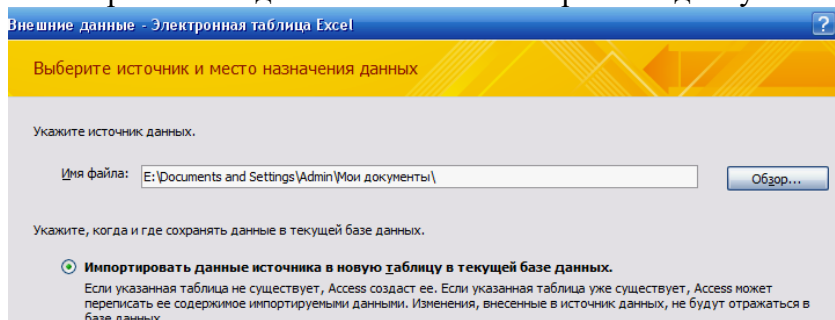 Внешние данные - Электронная таблица Excel
?
Выберите источник и место назначения данных
Укажите источник данных.
Имя файла: E:\Documents and Settings\Admin\Мои документы\ Обзор...
Укажите, когда и где сохранять данные в текущей базе данных.
Импортировать данные источника в новую таблицу в текущей базе данных.
Если указанная таблица не существует, Access создаст ее. Если указанная таблица уже существует, Access может
переписать ее содержимое импортируемыми данными. Изменения, внесенные в источник данных, не будут отражаться в
базе данных.